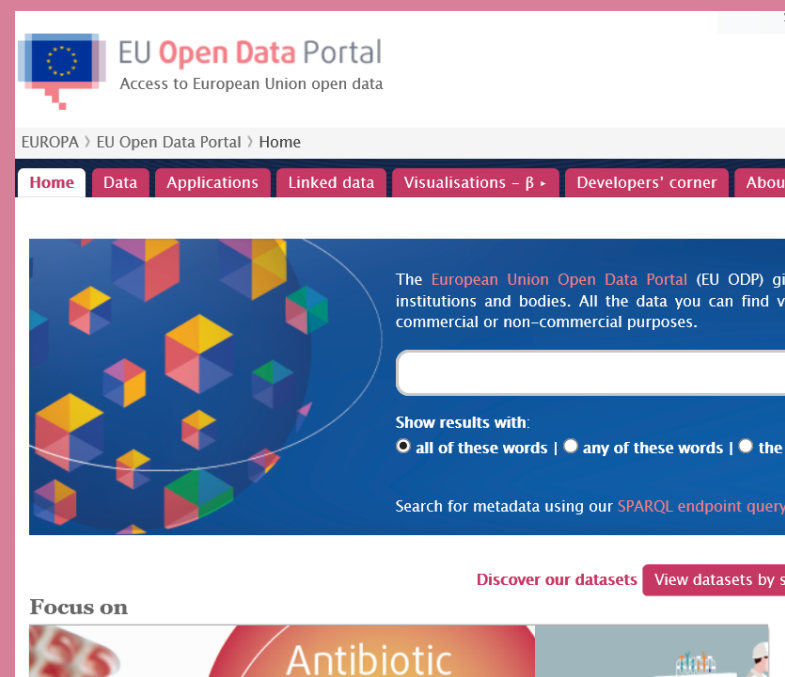 EU Open Data Portal
Access to European Union open data
EUROPA > EU Open Data Portal > Home
Home Data Applications Linked data Visualisations - β ▸ Developers' corner
The European Union Open Data Portal (EU ODP)
institutions and bodies. All the data you can find
commercial or non-commercial purposes.
Show results with:
all of these words | any of these words | the
Search for metadata using our SPARQL endpoint query
Discover our datasets View datasets by
Focus on
Antibiotic